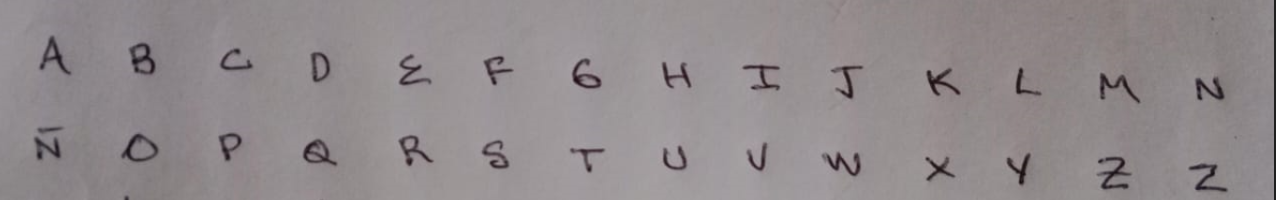 A B C D E F G H I J K L M N
Ñ O P Q R S T U V W X Y Z Z